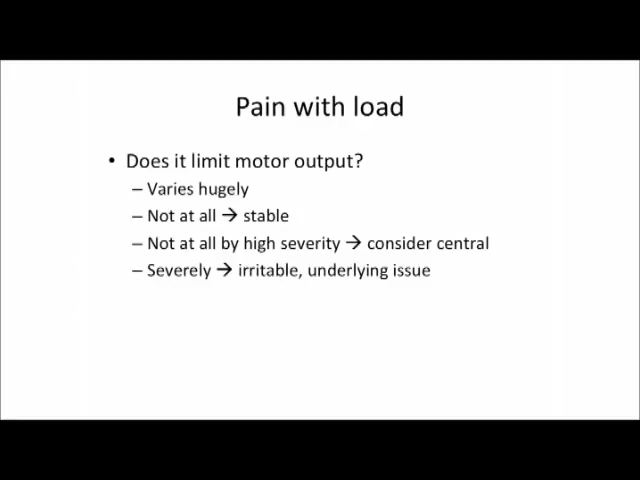 Pain with load
• Does it limit motor output?
– Varies hugely
– Not at all → stable
– Not at all by high severity → consider central
– Severely → irritable, underlying issue